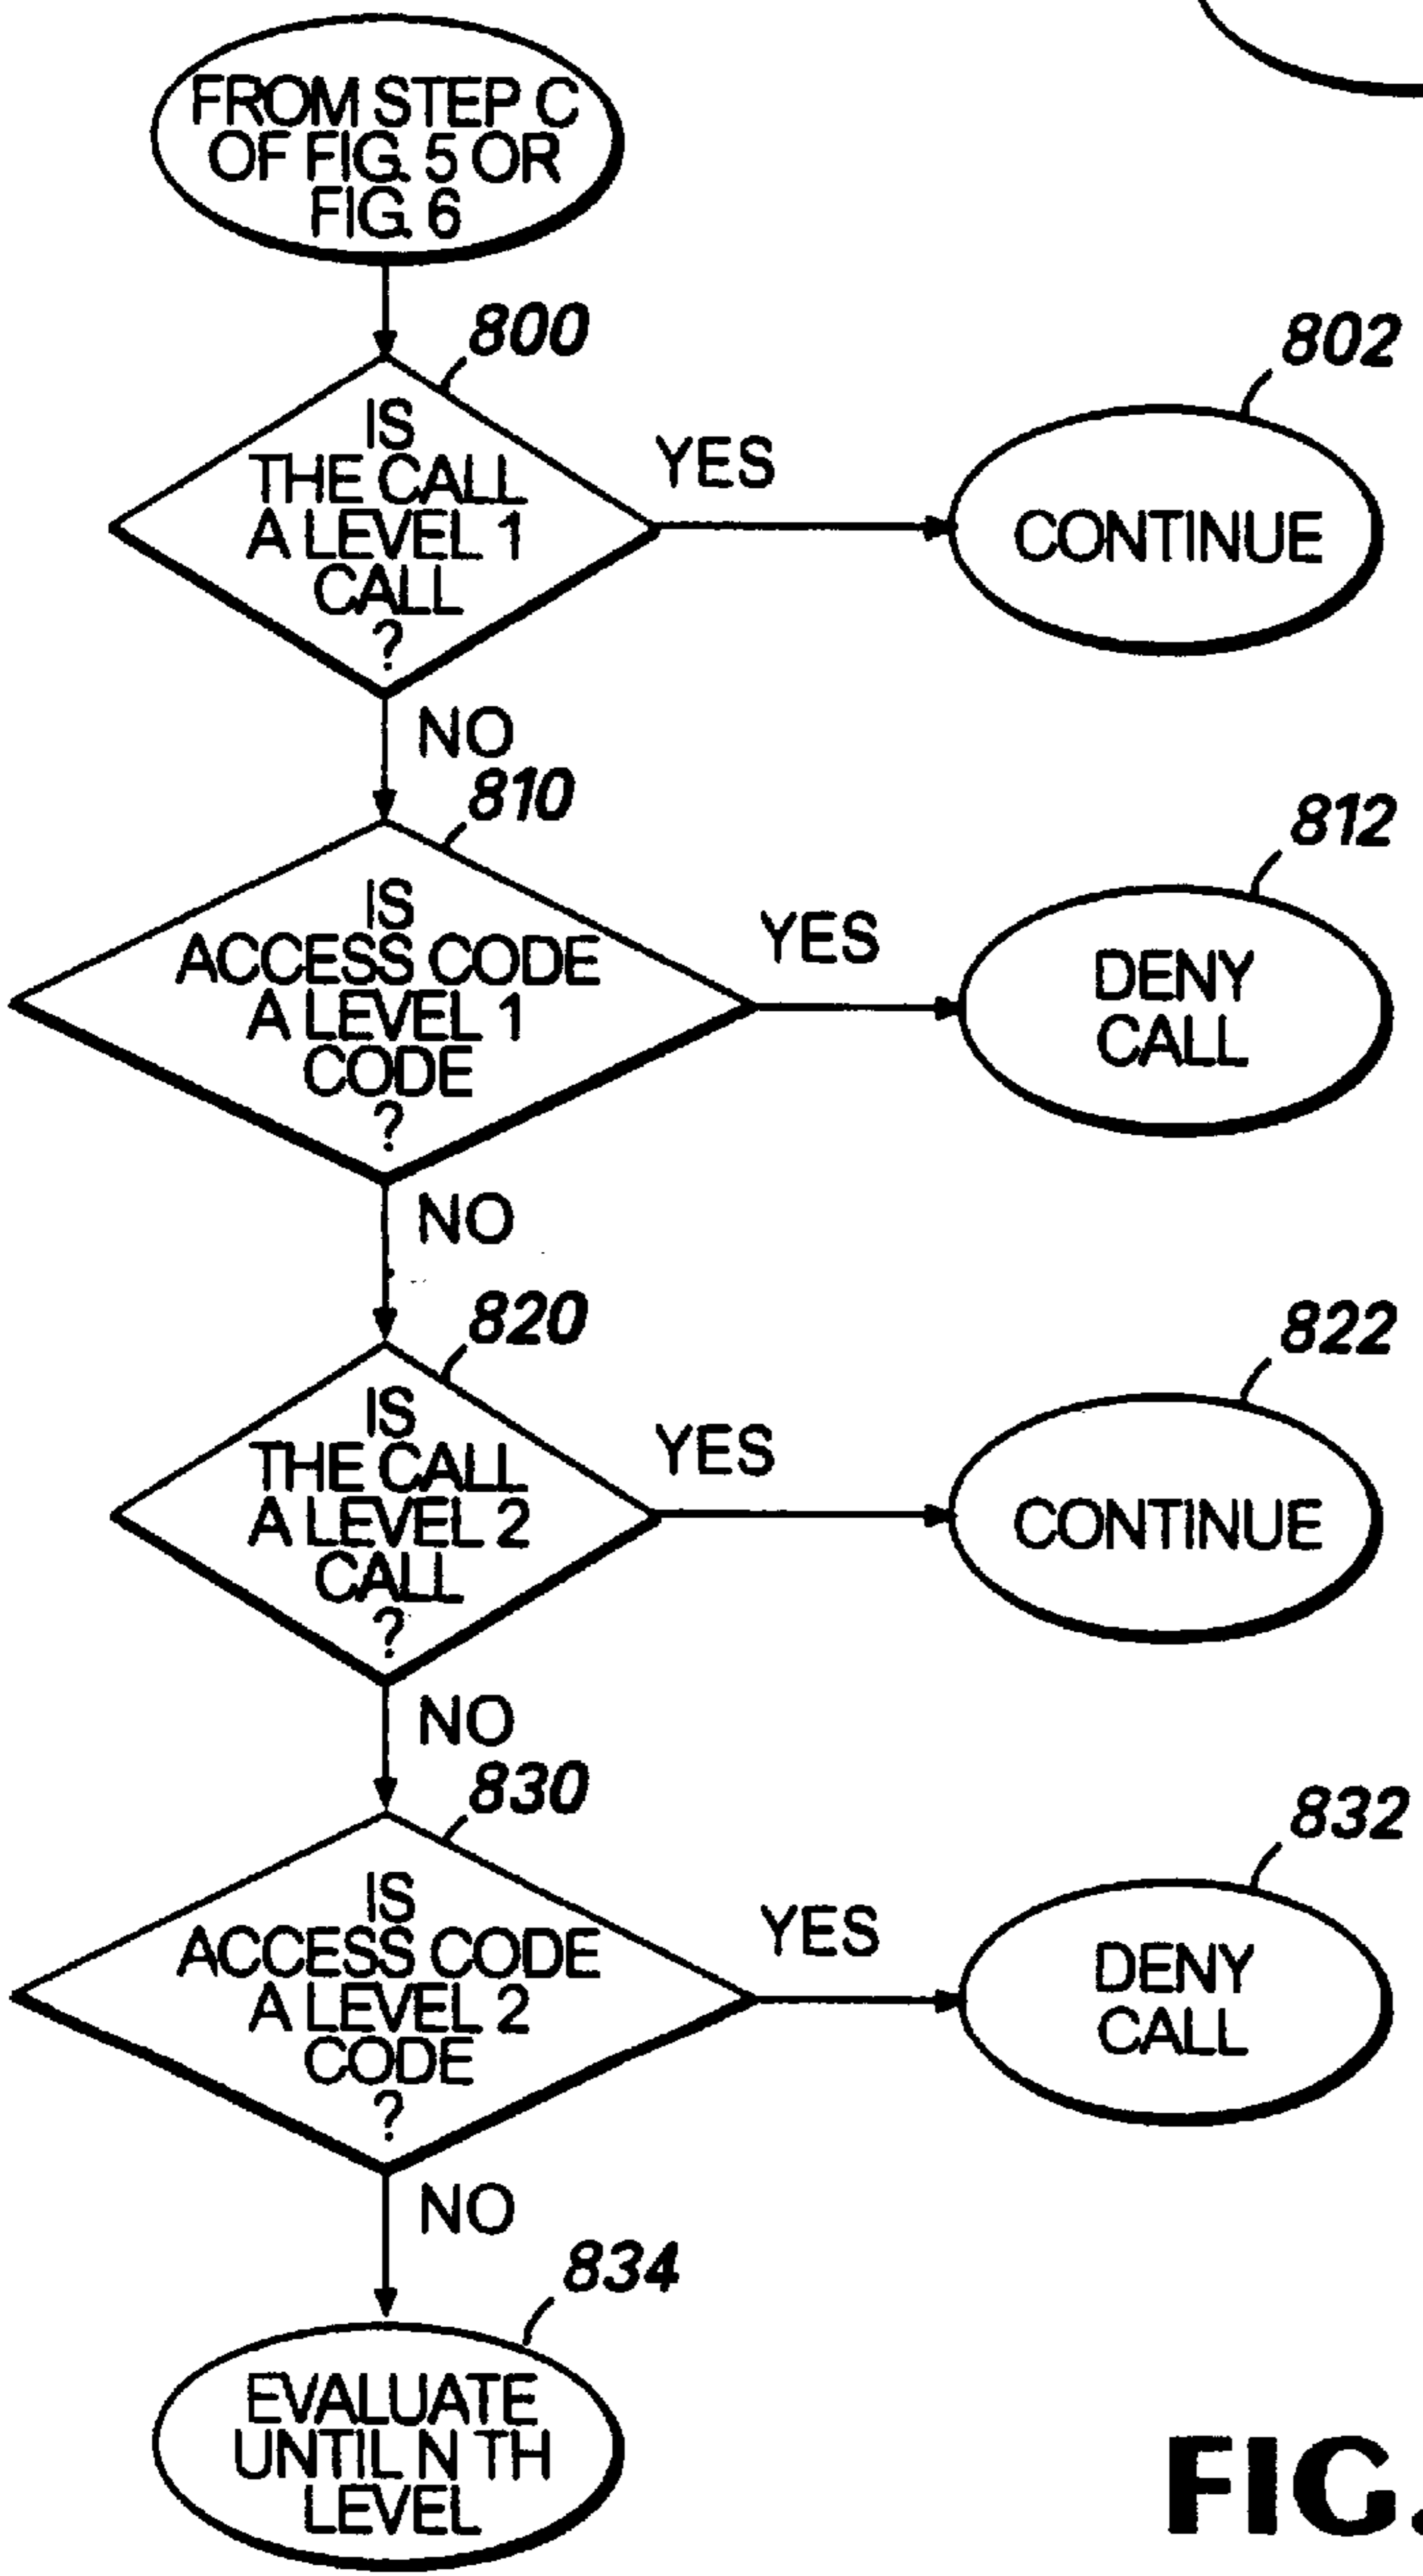 FROM STEP C
OF FIG. 5 OR
FIG. 6
800
IS
THE CALL
A LEVEL 1
CALL
?
YES
802
CONTINUE
NO
810
IS
ACCESS CODE
A LEVEL 1
CODE
?
YES
812
DENY
CALL
NO
820
IS
THE CALL
A LEVEL 2
CALL
?
YES
822
CONTINUE
NO
830
IS
ACCESS CODE
A LEVEL 2
CODE
?
YES
832
DENY
CALL
NO
834
EVALUATE
UNTIL N TH
LEVEL
FIG.